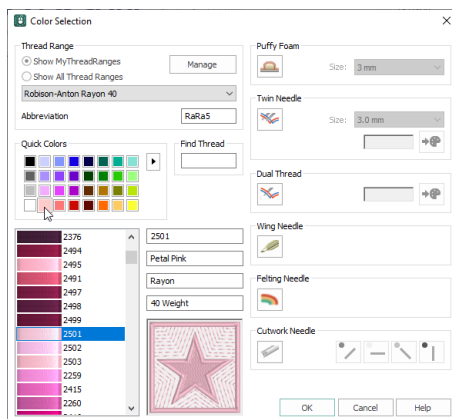 Color Selection
Thread Range
Show MyThreadRanges
Manage
Show All Thread Ranges
Robison-Anton Rayon 40
Abbreviation
RaRa5
Quick Colors
Find Thread
2376
2494
2495
2491
2497
2498
2499
2501
2502
2503
2259
2415
2260
2501
Petal Pink
Rayon
40 Weight
Puffy Foam
Size:
3 mm
Twin Needle
Size:
3.0 mm
Dual Thread
Wing Needle
Felting Needle
Cutwork Needle
OK
Cancel
Help